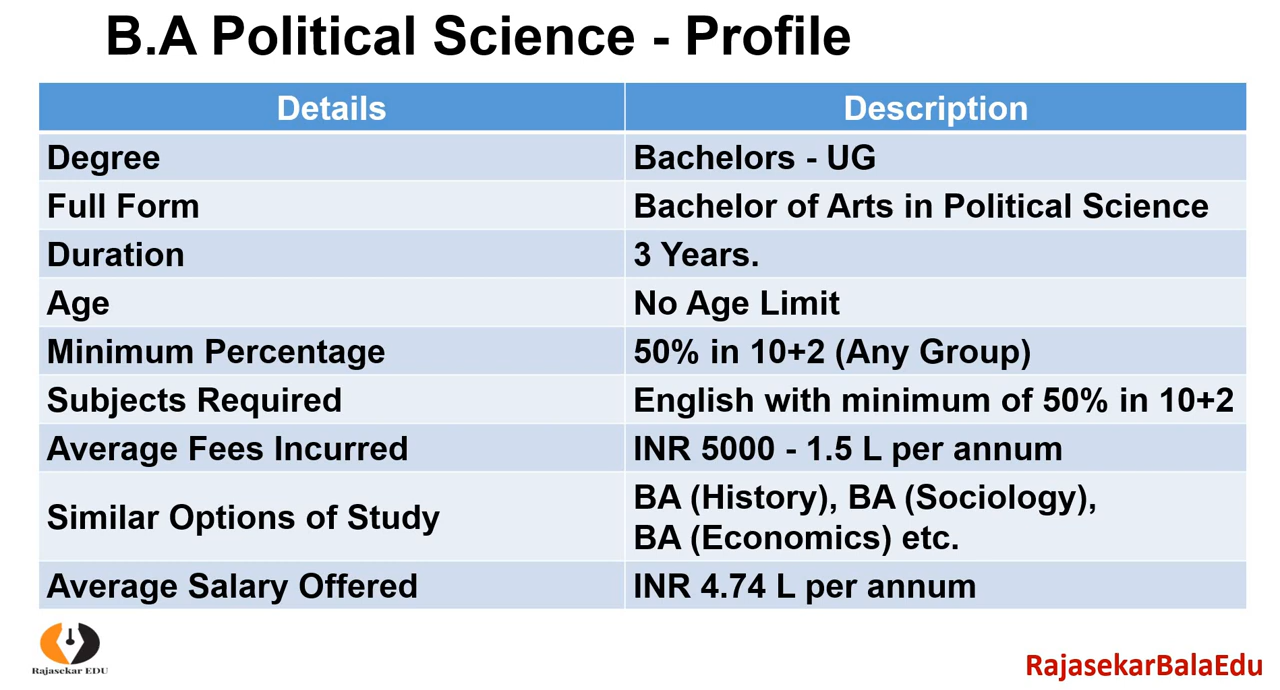 B.A Political Science - Profile
Details Description
Degree Bachelors - UG
Full Form Bachelor of Arts in Political Science
Duration 3 Years.
Age No Age Limit
Minimum Percentage 50% in 10+2 (Any Group)
Subjects Required English with minimum of 50% in 10+2
Average Fees Incurred INR 5000 - 1.5 L per annum
Similar Options of Study BA (History), BA (Sociology),
BA (Economics) etc.
Average Salary Offered INR 4.74 L per annum
Rajasekar EDU
RajasekarBalaEdu